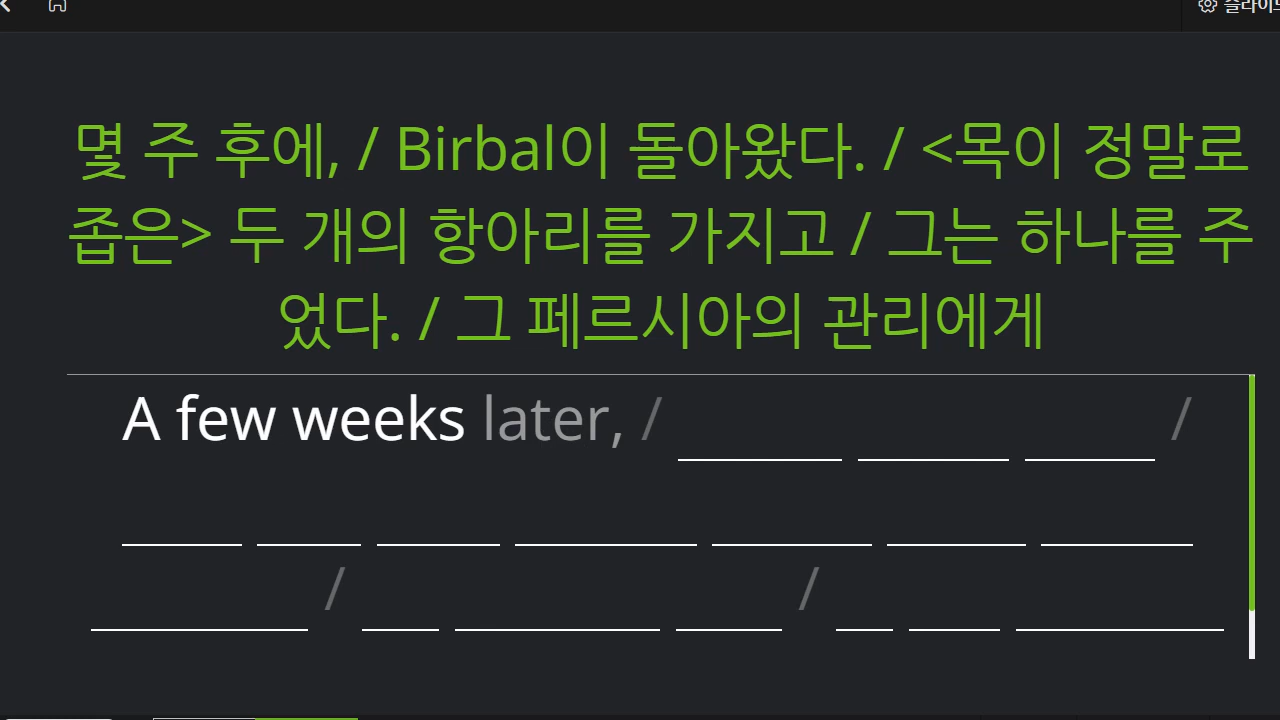 몇 주 후에, / Birbal이 돌아왔다. / <목이 정말로
좁은> 두 개의 항아리를 가지고 / 그는 하나를 주
었다. / 그 페르시아의 관리에게
A few weeks later, / /
/ /